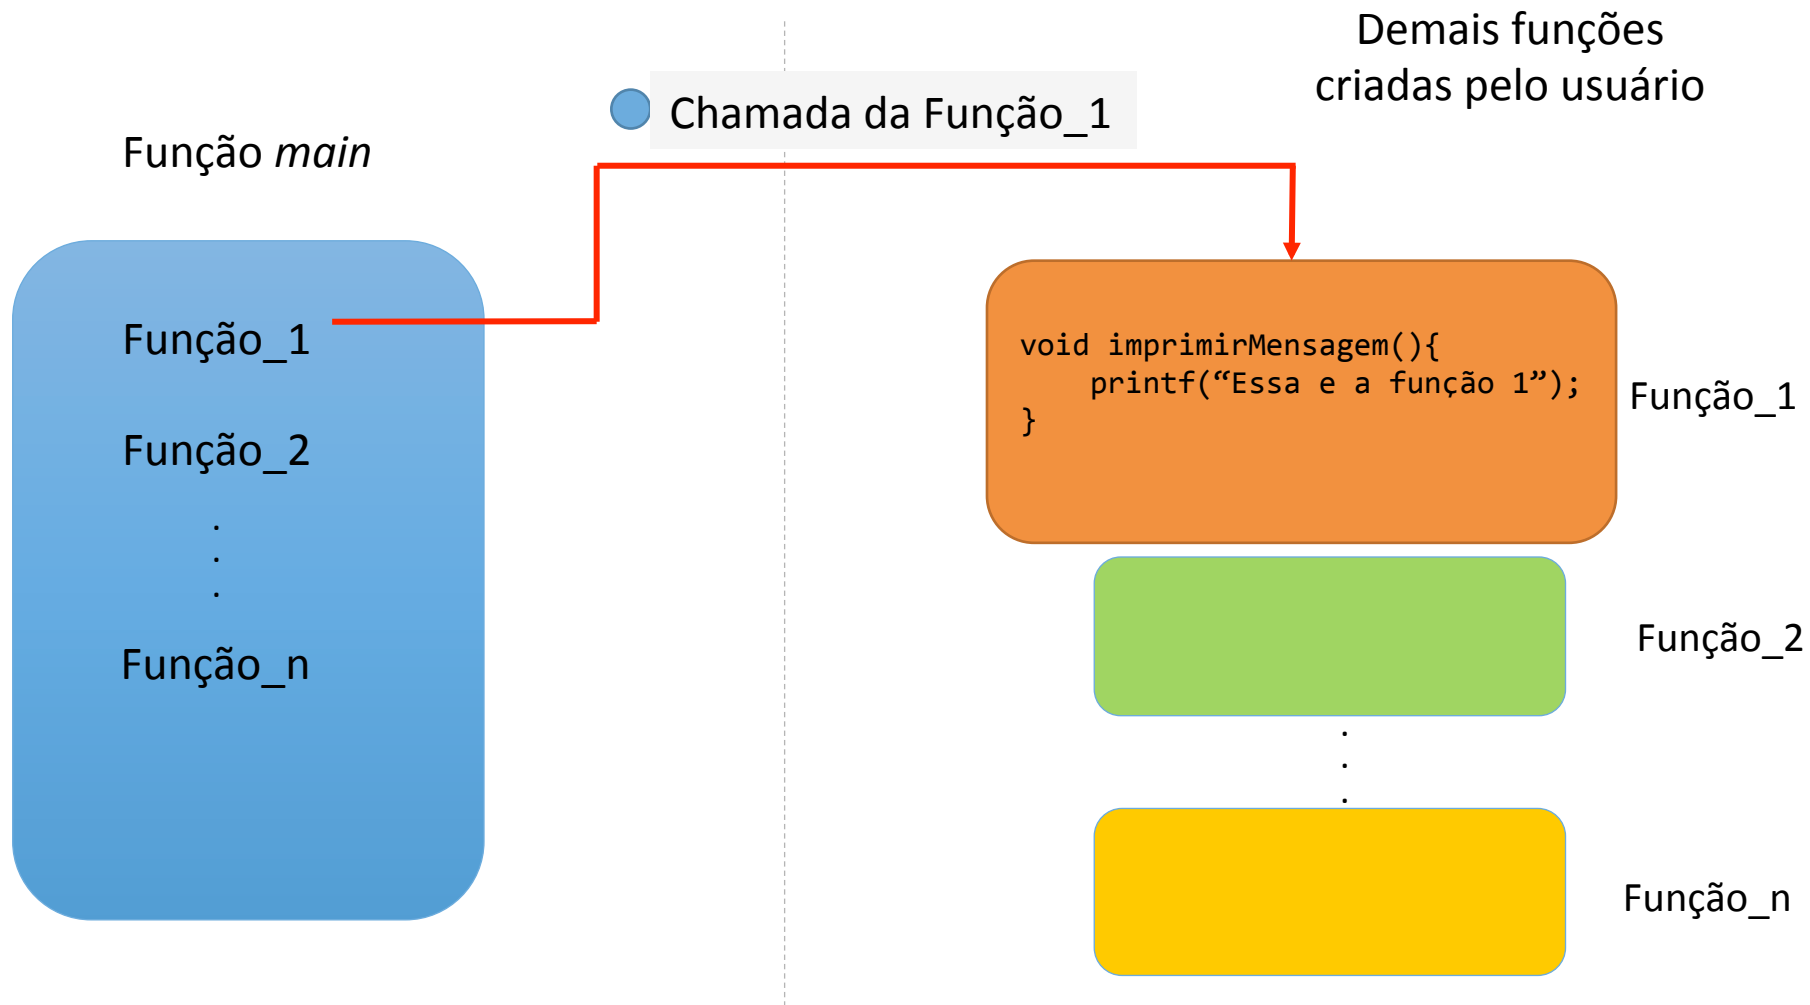 Demais funções
criadas pelo usuário
Chamada da Função_1
Função main
Função_1
Função_2
.
.
.
Função_n
void imprimirMensagem(){
    printf(“Essa e a função 1”);
}
Função_1
Função_2
.
.
.
Função_n